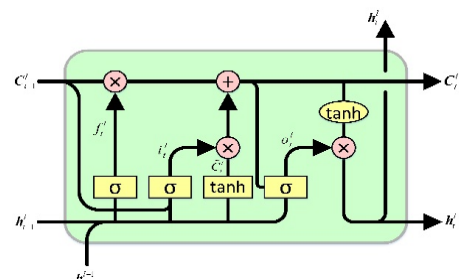 h_t^l
C_{t-1}^l
C_t^l
tanh
f_t^l
i_t^l
o_t^l
C̃_t^l
σ
σ
tanh
σ
h_{t-1}^l
h_t^l